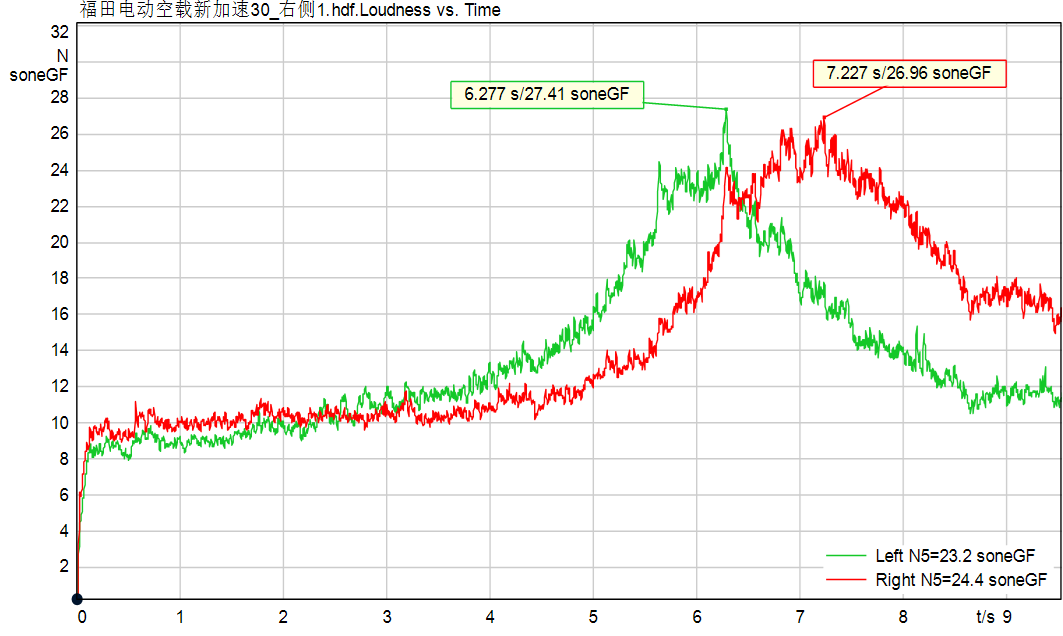 福田电动空载新加速30_右侧1.hdf.Loudness vs. Time
32
N
soneGF
28
26
24
22
20
18
16
14
12
10
8
6
4
2
6.277 s/27.41 soneGF
7.227 s/26.96 soneGF
Left N5=23.2 soneGF
Right N5=24.4 soneGF
0 1 2 3 4 5 6 7 8 t/s 9